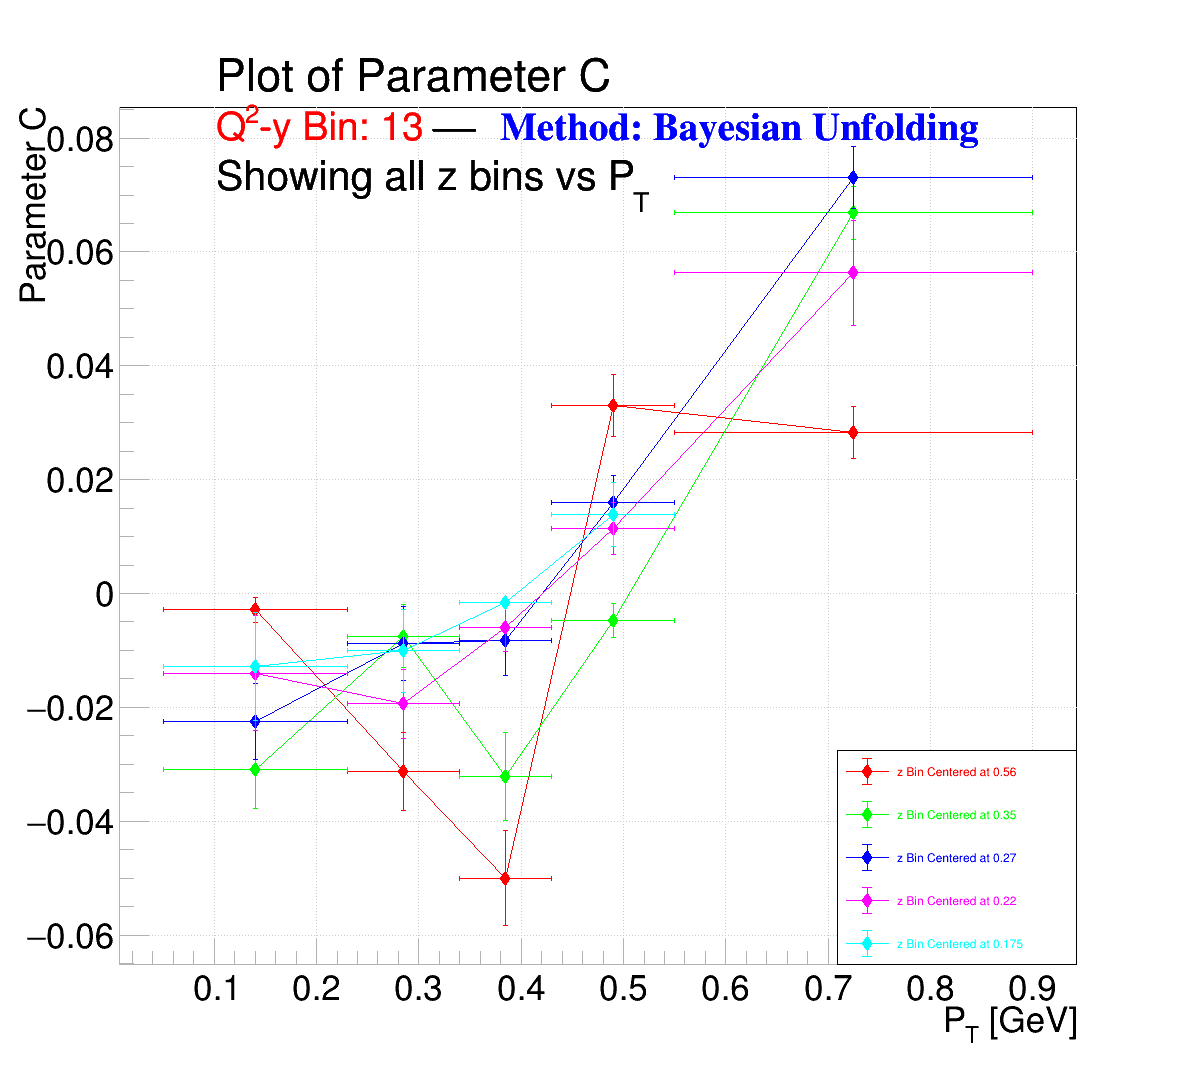 Plot of Parameter C
Q²-y Bin: 13 — Method: Bayesian Unfolding
Showing all z bins vs P_T
Parameter C
0.08
0.06
0.04
0.02
0
−0.02
−0.04
−0.06
z Bin Centered at 0.56
z Bin Centered at 0.35
z Bin Centered at 0.27
z Bin Centered at 0.22
z Bin Centered at 0.175
0.1 0.2 0.3 0.4 0.5 0.6 0.7 0.8 0.9
P_T [GeV]